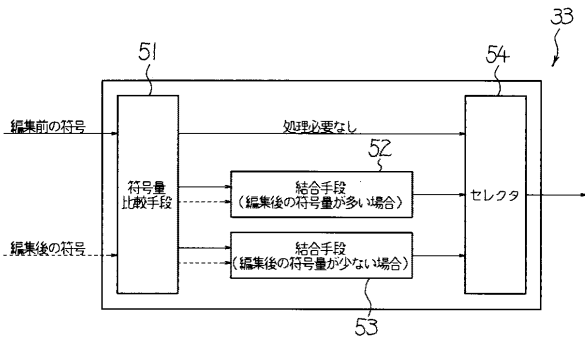 33
51
54
編集前の符号
処理必要なし
52
符号量
比較手段
結合手段
(編集後の符号量が多い場合)
セレクタ
編集後の符号
結合手段
(編集後の符号量が少ない場合)
53